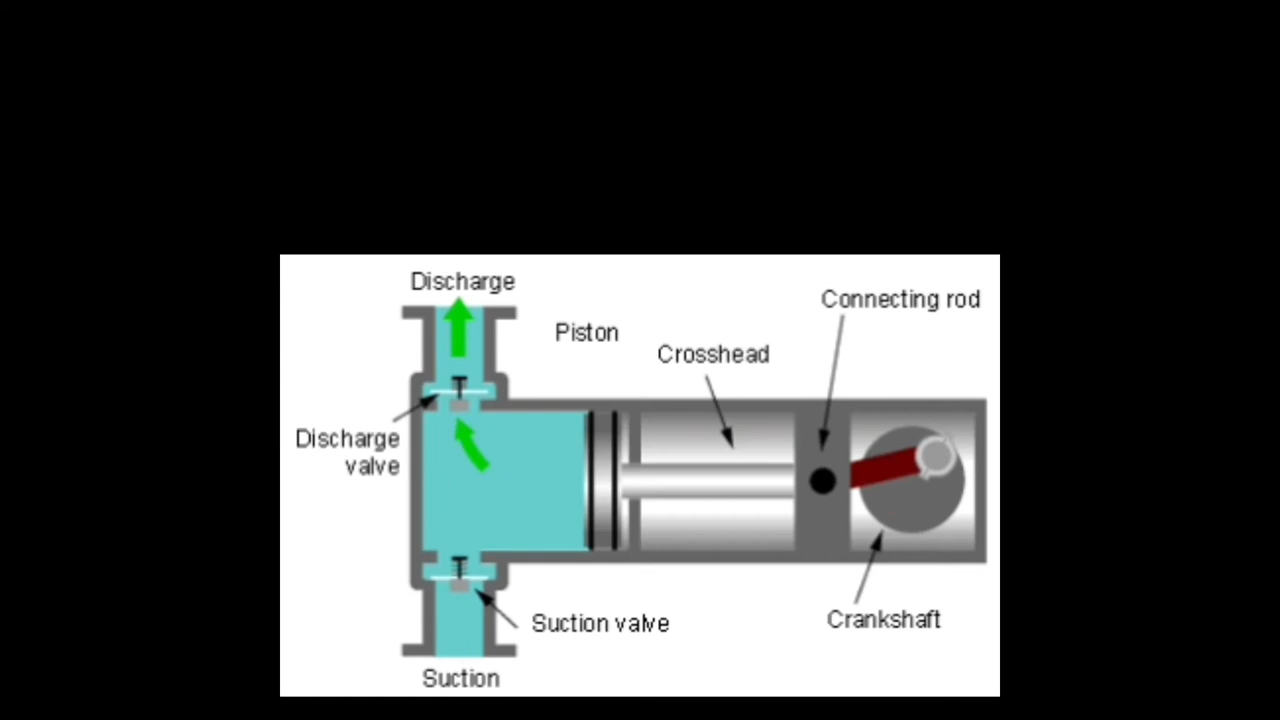 Discharge
Connecting rod
Piston
Crosshead
Discharge
valve
Suction valve
Crankshaft
Suction